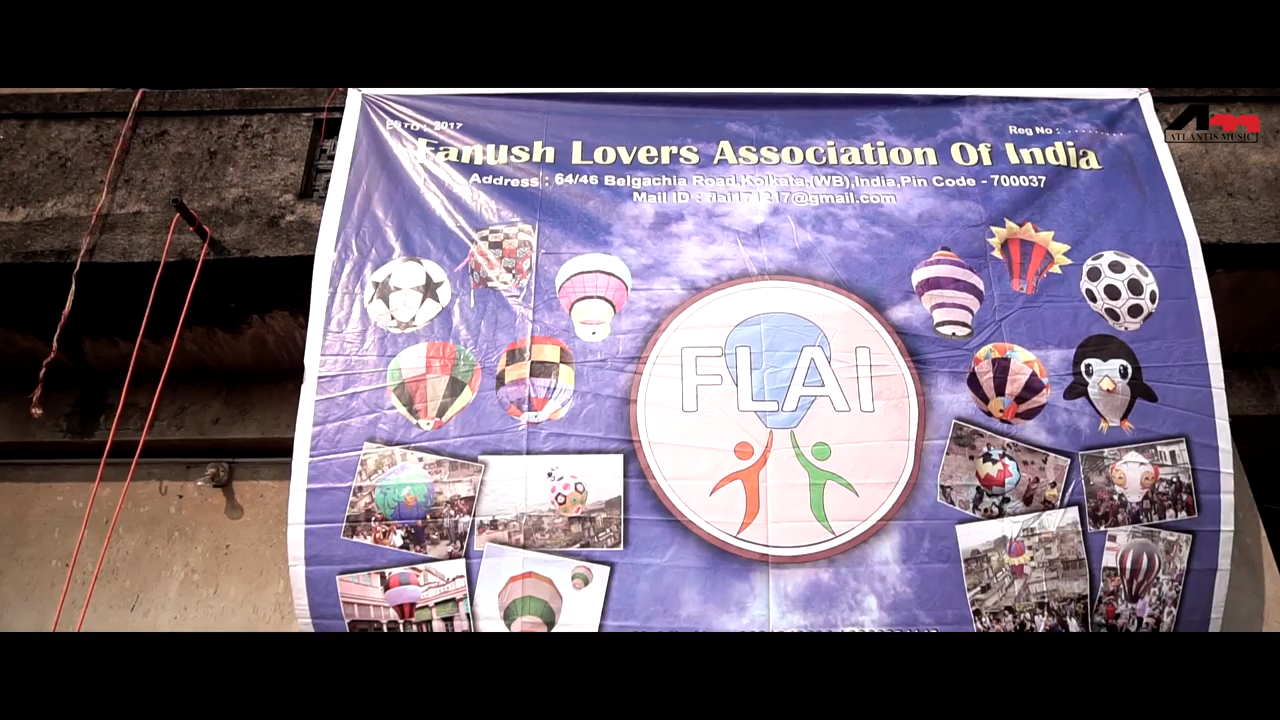 ESTD : 2017
Reg No : .........
Fanush Lovers Association Of India
Address : 64/46 Belgachia Road,Kolkata,(WB),India,Pin Code - 700037
Mail ID : flai171217@gmail.com
FLAI
ATLANTIS MUSIC